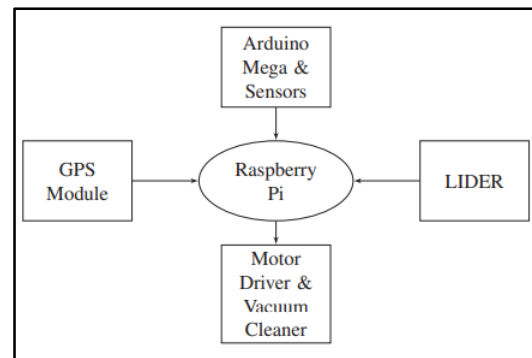 Arduino
Mega &
Sensors
GPS
Module
Raspberry
Pi
LIDER
Motor
Driver &
Vacuum
Cleaner